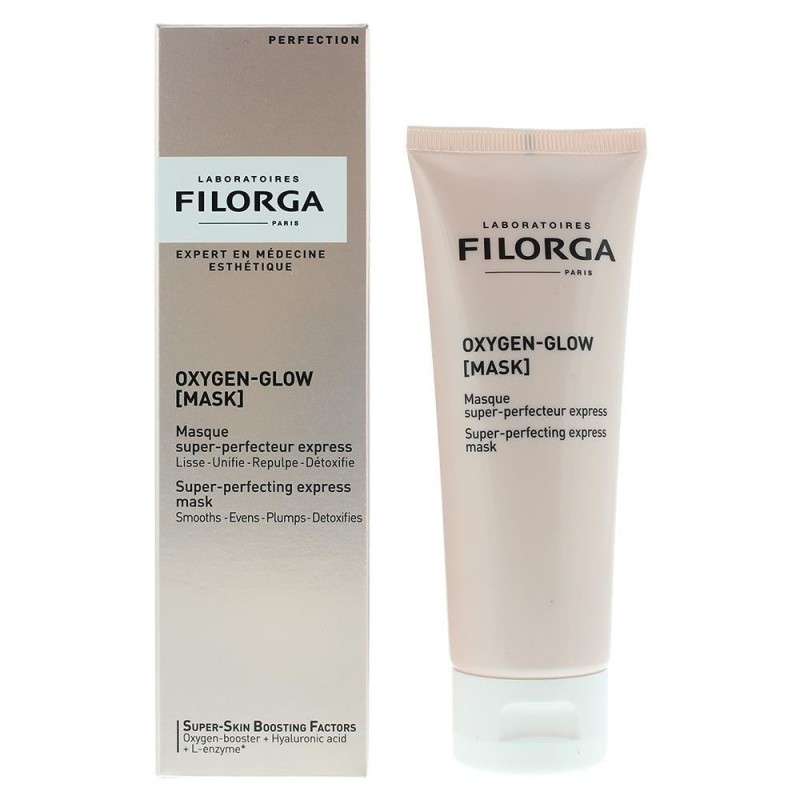 PERFECTION
LABORATOIRES
FILORGA
PARIS
EXPERT EN MÉDECINE
ESTHÉTIQUE
OXYGEN-GLOW
[MASK]
Masque
super-perfecteur express
Lisse-Unifie-Repulpe-Détoxifie
Super-perfecting express
mask
Smooths-Evens-Plumps-Detoxifies
SUPER-SKIN BOOSTING FACTORS
Oxygen-booster + Hyaluronic acid
+ L-enzyme*
LABORATOIRES
FILORGA
PARIS
OXYGEN-GLOW
[MASK]
Masque
super-perfecteur express
Super-perfecting express
mask